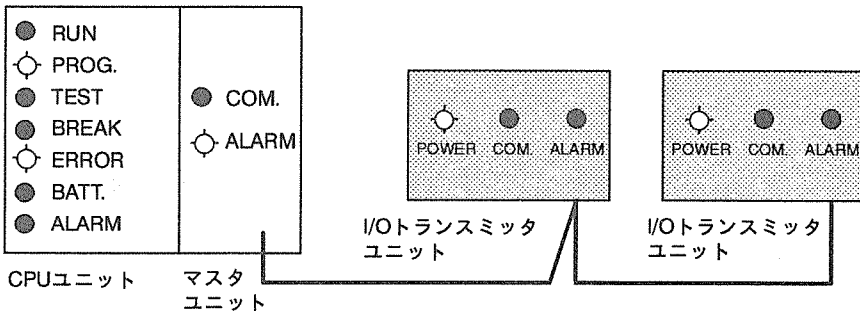 RUN
PROG.
TEST
BREAK
ERROR
BATT.
ALARM
COM.
ALARM
CPUユニット
マスタ
ユニット
POWER COM. ALARM
I/Oトランスミッタ
ユニット
POWER COM. ALARM
I/Oトランスミッタ
ユニット